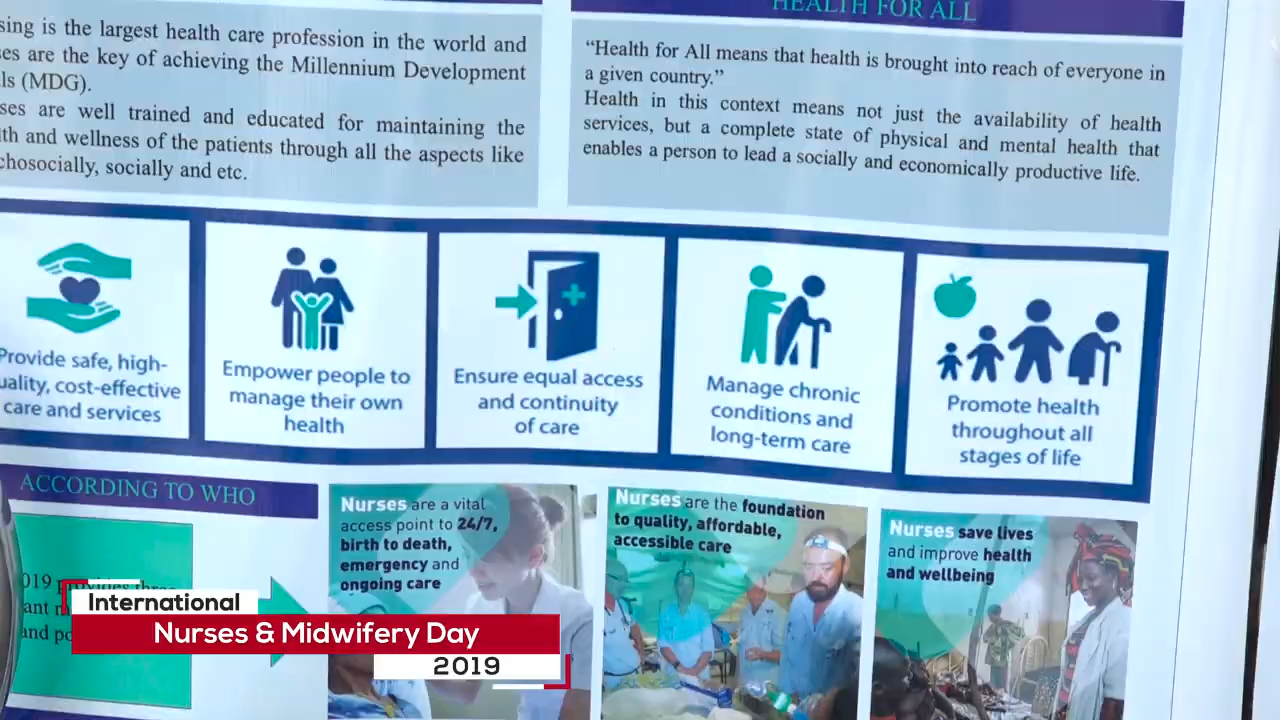 HEALTH FOR ALL
sing is the largest health care profession in the world and
es are the key of achieving the Millennium Development
ls (MDG).
ses are well trained and educated for maintaining the
th and wellness of the patients through all the aspects like
chosocially, socially and etc.
“Health for All means that health is brought into reach of everyone in
a given country.”
Health in this context means not just the availability of health
services, but a complete state of physical and mental health that
enables a person to lead a socially and economically productive life.
Provide safe, high-
uality, cost-effective
care and services
Empower people to
manage their own
health
Ensure equal access
and continuity
of care
Manage chronic
conditions and
long-term care
Promote health
throughout all
stages of life
ACCORDING TO WHO
019 provides three
ant
and
Nurses are a vital
access point to 24/7,
birth to death,
emergency and
ongoing care
Nurses are the foundation
to quality, affordable,
accessible care
Nurses save lives
and improve health
and wellbeing
International
Nurses & Midwifery Day
2019